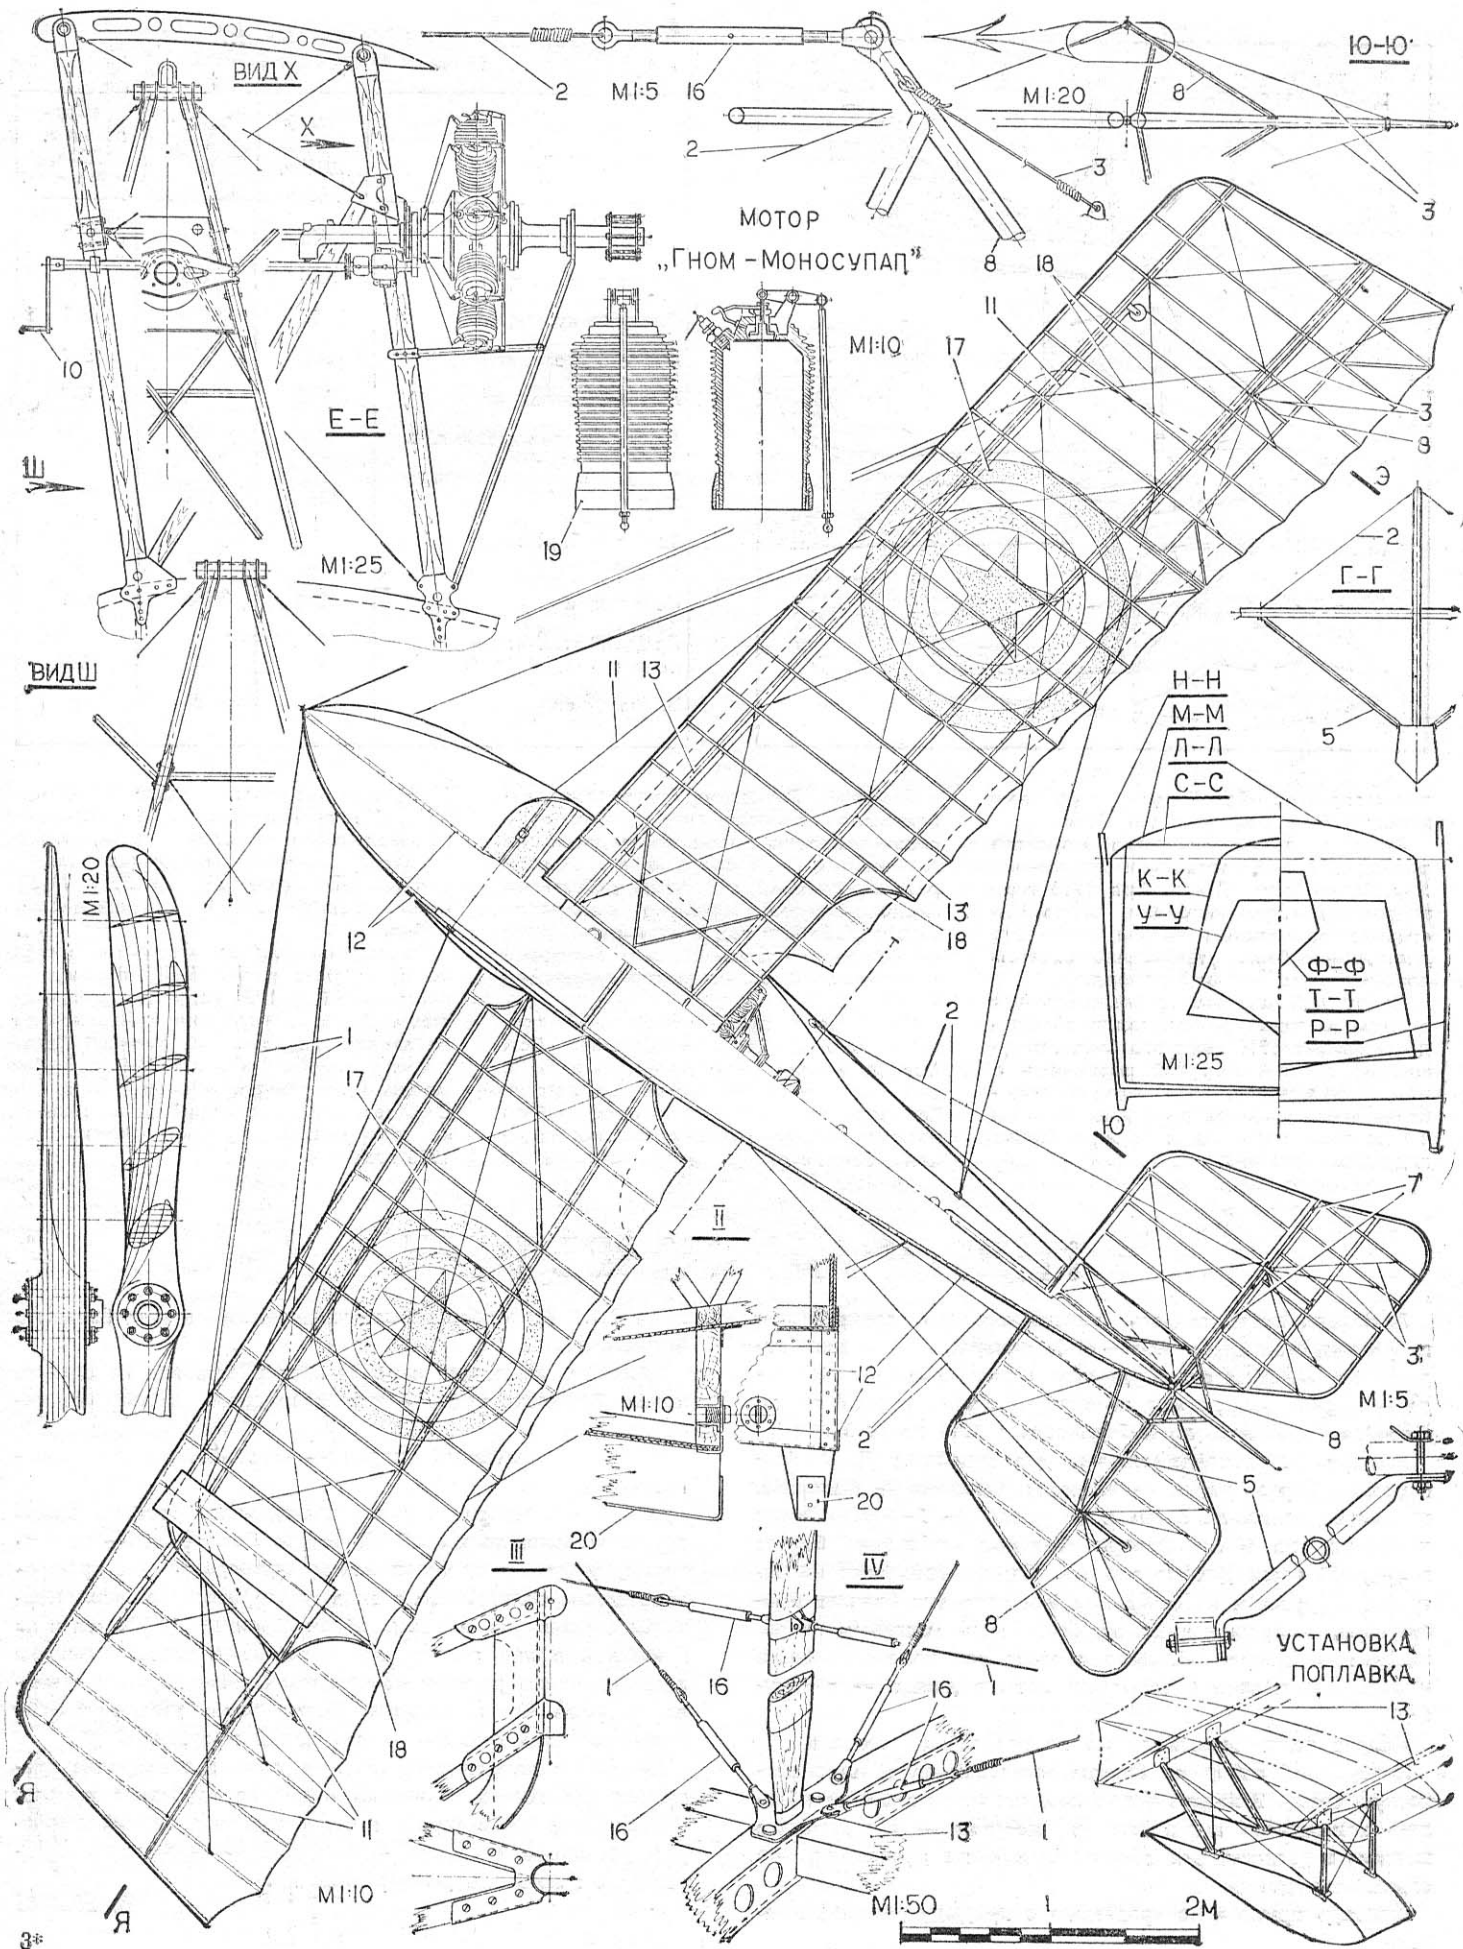 ВИД Х
2
М1:5
16
М1:20
8
Ю-Ю
Х
2
3
3
МОТОР
„ГНОМ-МОНОСУПАП"
8
18
11
10
М1:10
17
3
8
Е-Е
Ш
Э
19
2
М1:25
Г-Г
ВИД Ш
11
13
5
Н-Н
М-М
Л-Л
С-С
М1:20
К-К
У-У
12
13
18
Ф-Ф
Т-Т
Р-Р
2
1
М1:25
17
Ю
7
II
3
12
М1:10
М1:5
2
8
5
20
20
III
IV
8
УСТАНОВКА
ПОПЛАВКА
1
16
1
16
13
18
Я
11
16
13
1
М1:10
Я
М1:50
1
2М
3*